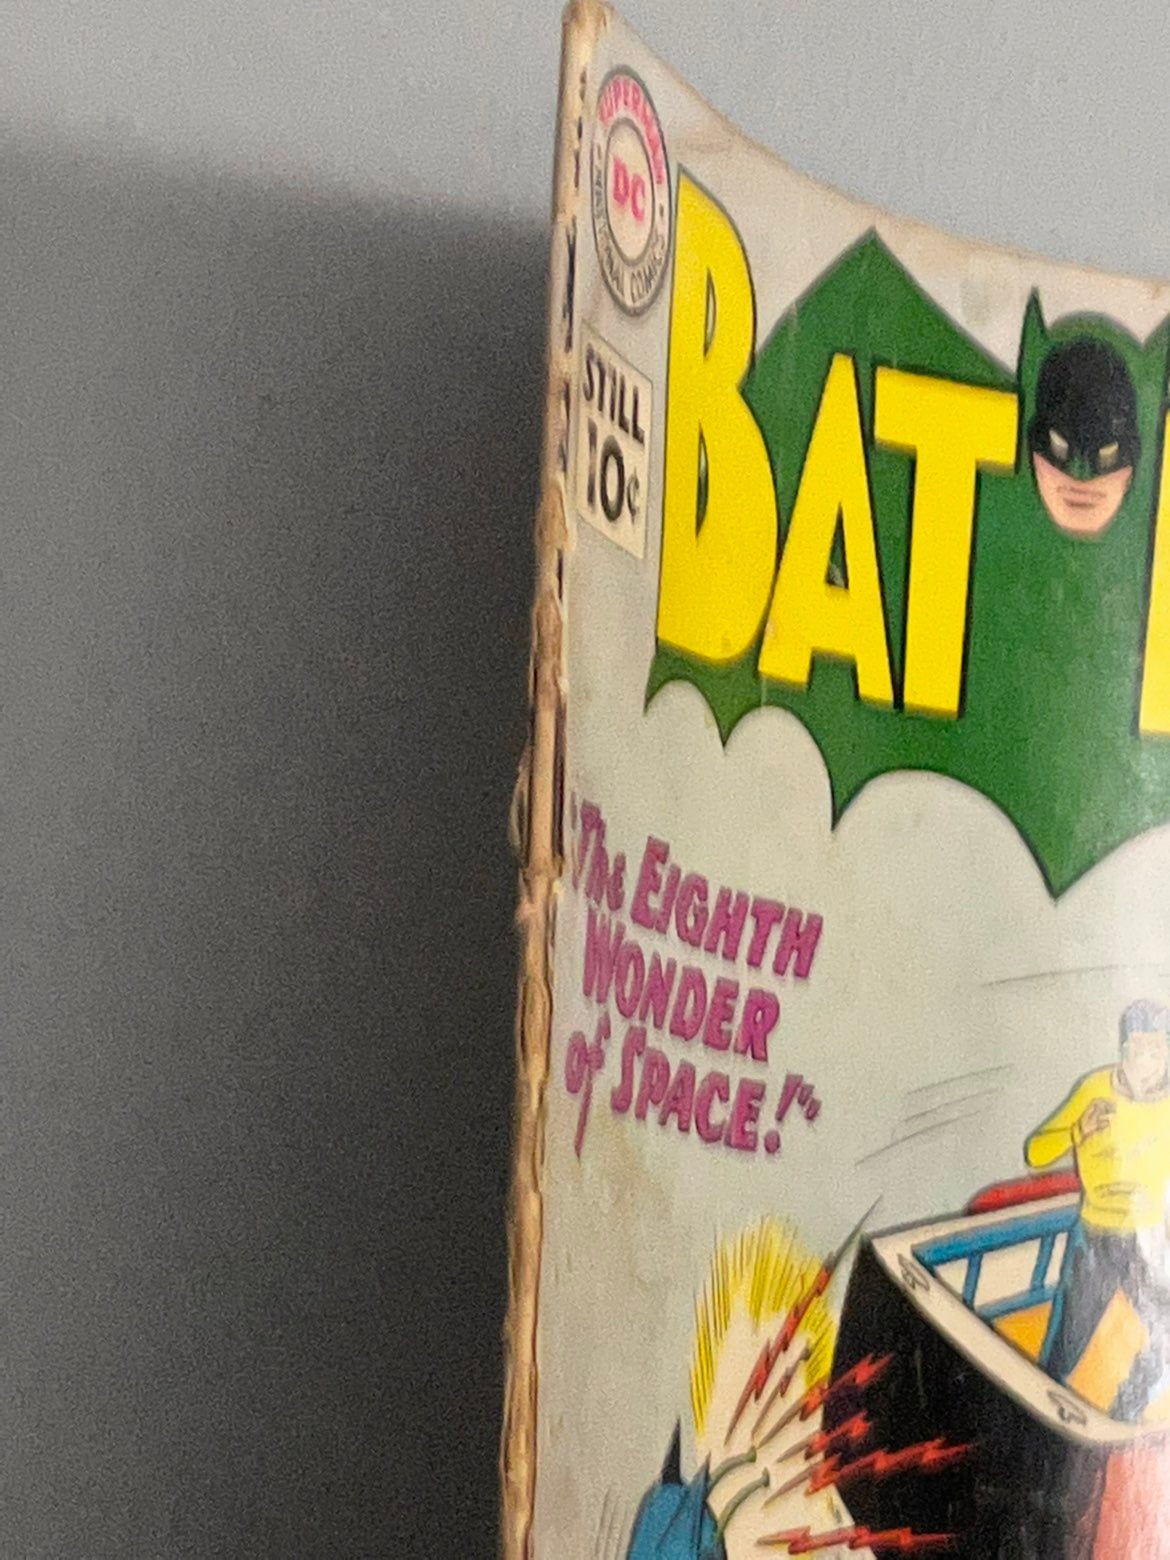 SUPERMAN
DC
NATIONAL COMICS
STILL
10¢
BAT
"The EIGHTH
WONDER
of SPACE!"